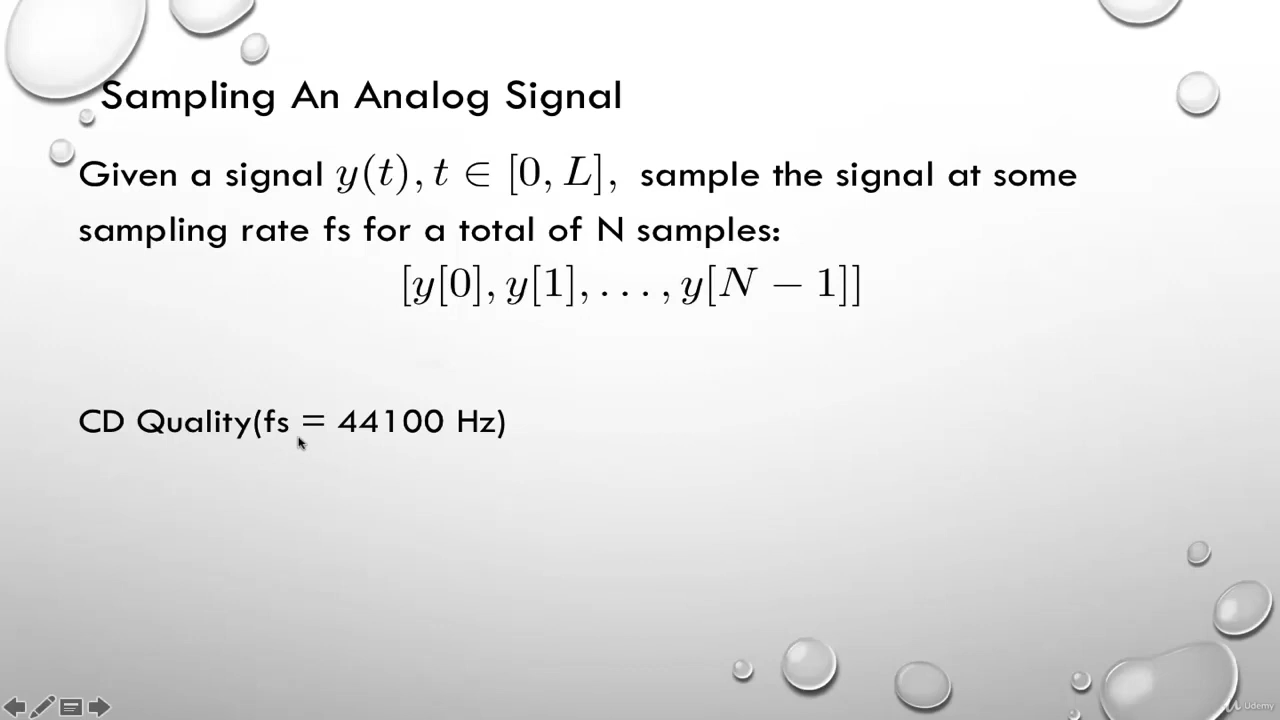 Sampling An Analog Signal
Given a signal y(t), t ∈ [0, L], sample the signal at some
sampling rate fs for a total of N samples:
[y[0], y[1], . . . , y[N − 1]]
CD Quality(fs = 44100 Hz)
Udemy